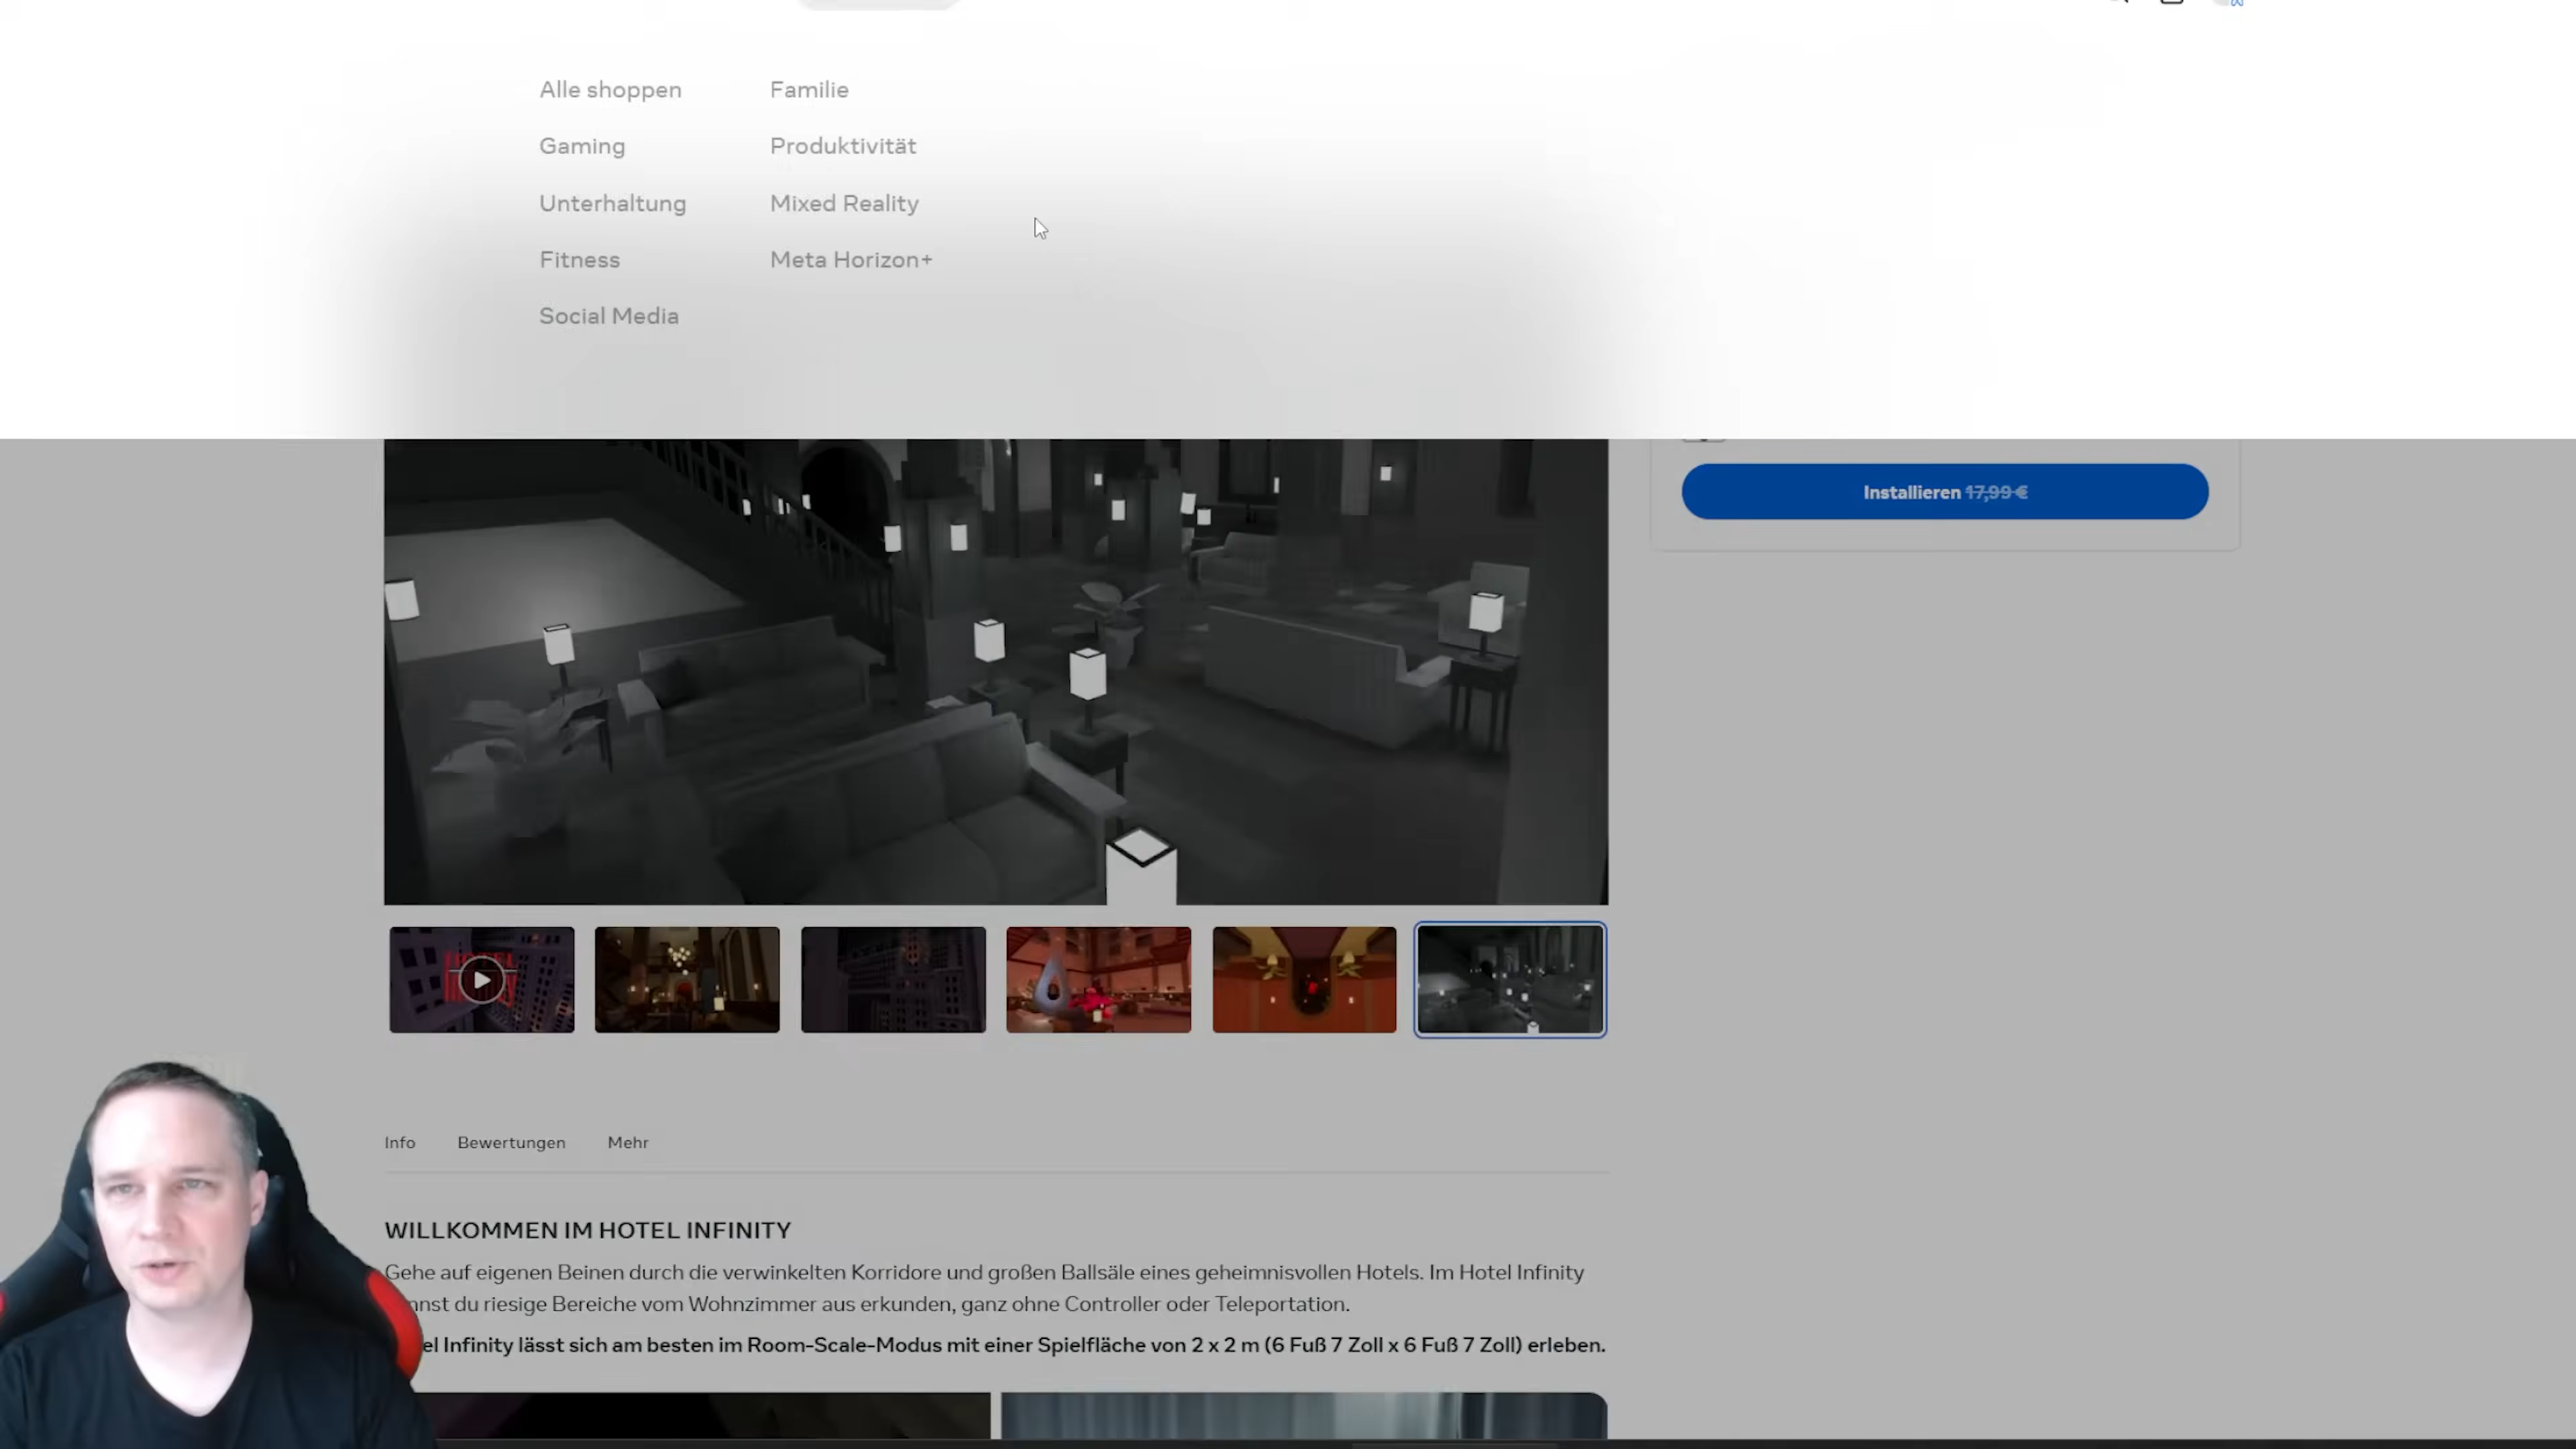 Alle shoppen
Gaming
Unterhaltung
Fitness
Social Media
Familie
Produktivität
Mixed Reality
Meta Horizon+
Installieren 17,99 €
HOTEL
Info
Bewertungen
Mehr
WILLKOMMEN IM HOTEL INFINITY
Gehe auf eigenen Beinen durch die verwinkelten Korridore und großen Ballsäle eines geheimnisvollen Hotels. Im Hotel Infinity
nnst du riesige Bereiche vom Wohnzimmer aus erkunden, ganz ohne Controller oder Teleportation.
el Infinity lässt sich am besten im Room-Scale-Modus mit einer Spielfläche von 2 x 2 m (6 Fuß 7 Zoll x 6 Fuß 7 Zoll) erleben.